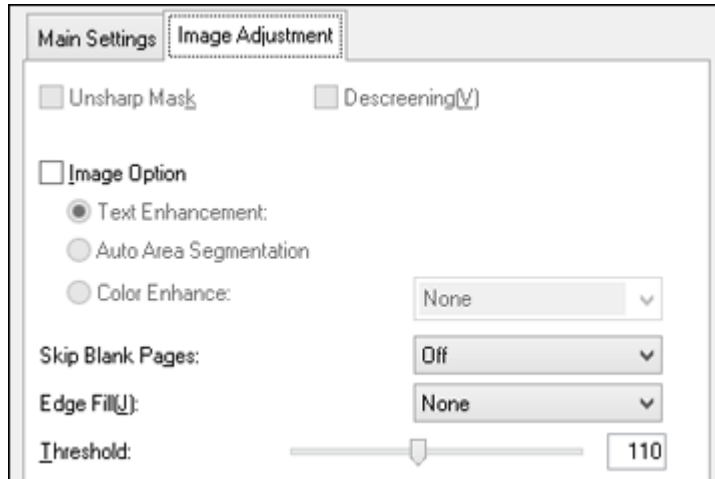 Main Settings Image Adjustment
Unsharp Mask Descreening(V)
Image Option
Text Enhancement:
Auto Area Segmentation
Color Enhance: None
Skip Blank Pages: Off
Edge Fill(J): None
Threshold: 110